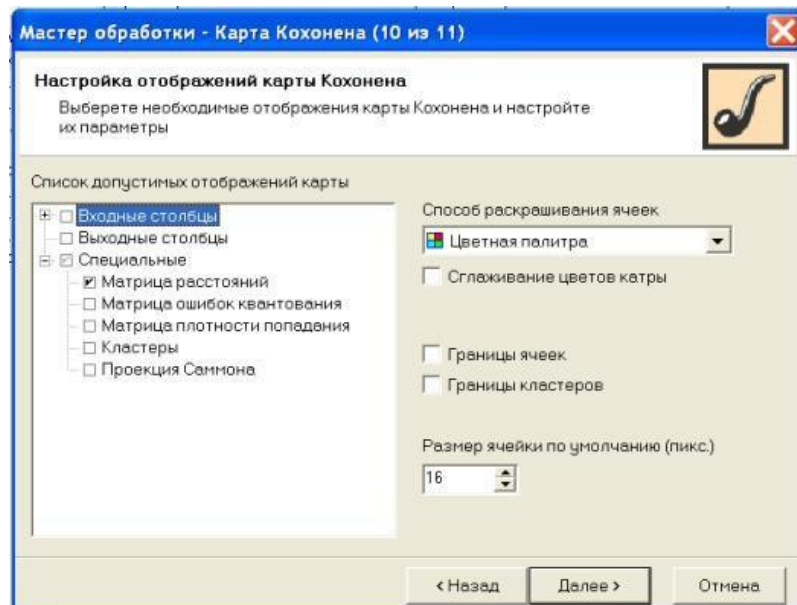 Мастер обработки - Карта Кохонена (10 из 11)
Настройка отображений карты Кохонена
Выберете необходимые отображения карты Кохонена и настройте
их параметры
Список допустимых отображений карты
Входные столбцы
Выходные столбцы
Специальные
Матрица расстояний
Матрица ошибок квантования
Матрица плотности попадания
Кластеры
Проекция Саммона
Способ раскрашивания ячеек
Цветная палитра
Сглаживание цветов катры
Границы ячеек
Границы кластеров
Размер ячейки по умолчанию (пикс.)
16
< Назад
Далее >
Отмена